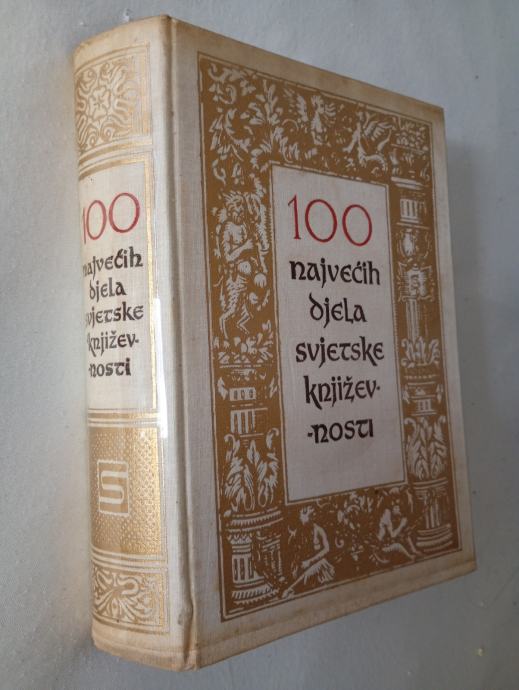 100
najvećih
djela
svjetske
književ-
-nosti
S
100
najvećih
djela
svjetske
književ-
-nosti